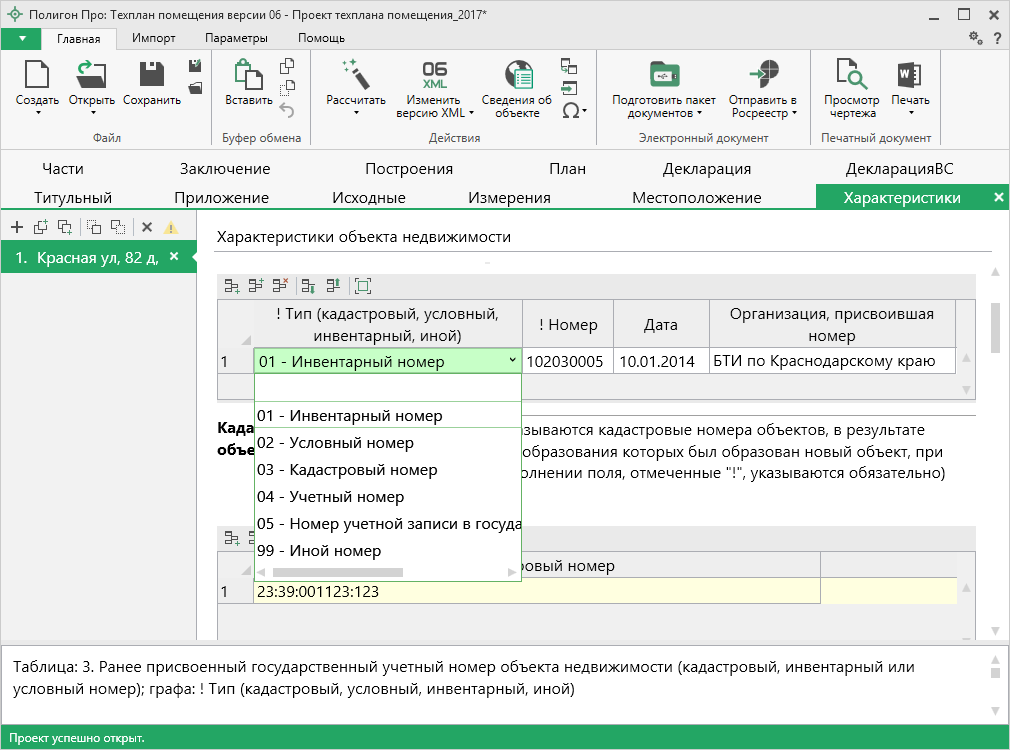 Полигон Про: Техплан помещения версии 06 - Проект техплана помещения_2017*
Главная Импорт Параметры Помощь
?
Создать Открыть Сохранить
Файл
Вставить
Буфер обмена
Рассчитать
06
XML
Изменить
версию XML
Сведения об
объекте
Ω
Действия
Подготовить пакет
документов
Отправить в
Росреестр
Электронный документ
Просмотр
чертежа
W
Печать
Печатный документ
Части Заключение Построения План Декларация ДекларацияВС
Титульный Приложение Исходные Измерения Местоположение Характеристики
1. Красная ул, 82 д,
Характеристики объекта недвижимости
! Тип (кадастровый, условный,
инвентарный, иной)
! Номер
Дата
Организация, присвоившая
номер
1 01 - Инвентарный номер 102030005 10.01.2014 БТИ по Краснодарскому краю
01 - Инвентарный номер
02 - Условный номер
03 - Кадастровый номер
04 - Учетный номер
05 - Номер учетной записи в госуда
99 - Иной номер
Када
объе
зываются кадастровые номера объектов, в результате
образования которых был образован новый объект, при
олнении поля, отмеченные "!", указываются обязательно)
овый номер
1 23:39:001123:123
Таблица: 3. Ранее присвоенный государственный учетный номер объекта недвижимости (кадастровый, инвентарный или
условный номер); графа: ! Тип (кадастровый, условный, инвентарный, иной)
Проект успешно открыт.